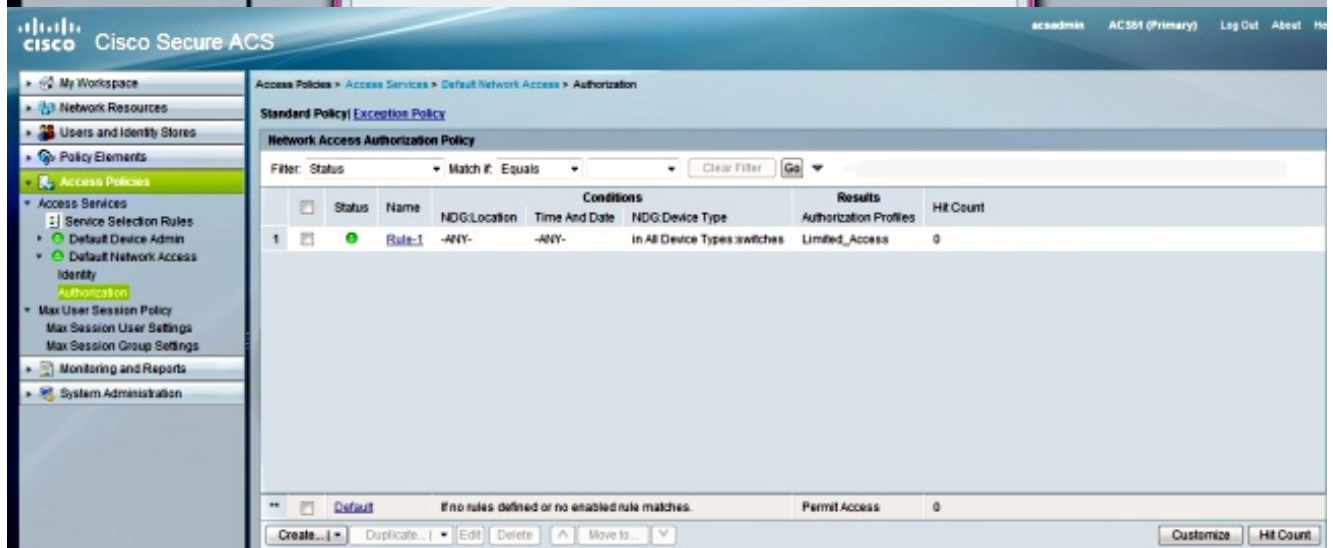 cisco Cisco Secure ACS
acsadmin ACS51 (Primary) Log Out About
My Workspace
Network Resources
Users and Identity Stores
Policy Elements
Access Policies
Access Services
Service Selection Rules
Default Device Admin
Default Network Access
Identity
Authorization
Max User Session Policy
Max Session User Settings
Max Session Group Settings
Monitoring and Reports
System Administration
Access Policies > Access Services > Default Network Access > Authorization
Standard Policy| Exception Policy
Network Access Authorization Policy
Filter: Status Match if: Equals Clear Filter Go
Conditions Results
Status Name NDG:Location Time And Date NDG:Device Type Authorization Profiles Hit Count
1 Rule-1 -ANY- -ANY- in All Device Types:switches Limited_Access 0
** Default If no rules defined or no enabled rule matches. Permit Access 0
Create... | Duplicate... | Edit Delete Move to... Customize Hit Count